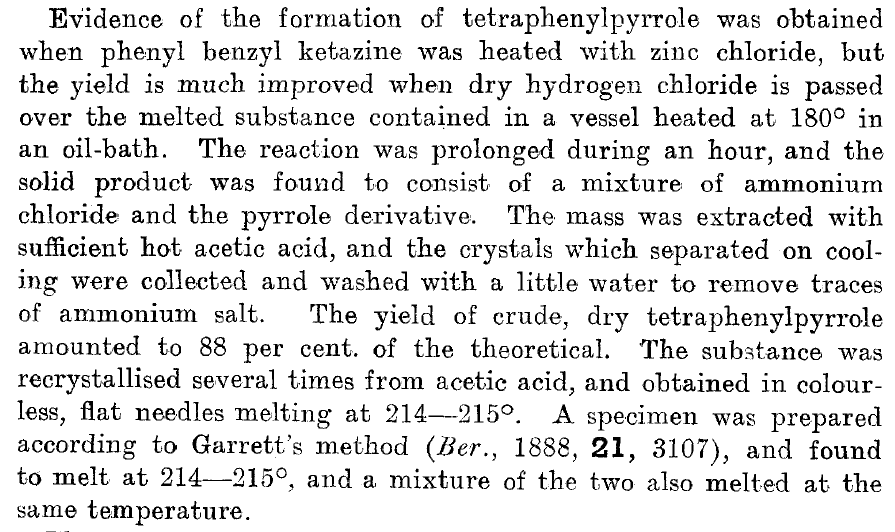 Evidence of the formation of tetraphenylpyrrole was obtained
when phenyl benzyl ketazine was heated with zinc chloride, but
the yield is much improved when dry hydrogen chloride is passed
over the melted substance contained in a vessel heated at 180° in
an oil-bath. The reaction was prolonged during an hour, and the
solid product was found to consist of a mixture of ammonium
chloride and the pyrrole derivative. The mass was extracted with
sufficient hot acetic acid, and the crystals which separated on cool-
ing were collected and washed with a little water to remove traces
of ammonium salt. The yield of crude, dry tetraphenylpyrrole
amounted to 88 per cent. of the theoretical. The substance was
recrystallised several times from acetic acid, and obtained in colour-
less, flat needles melting at 214—215°. A specimen was prepared
according to Garrett's method (Ber., 1888, 21, 3107), and found
to melt at 214—215°, and a mixture of the two also melted at the
same temperature.